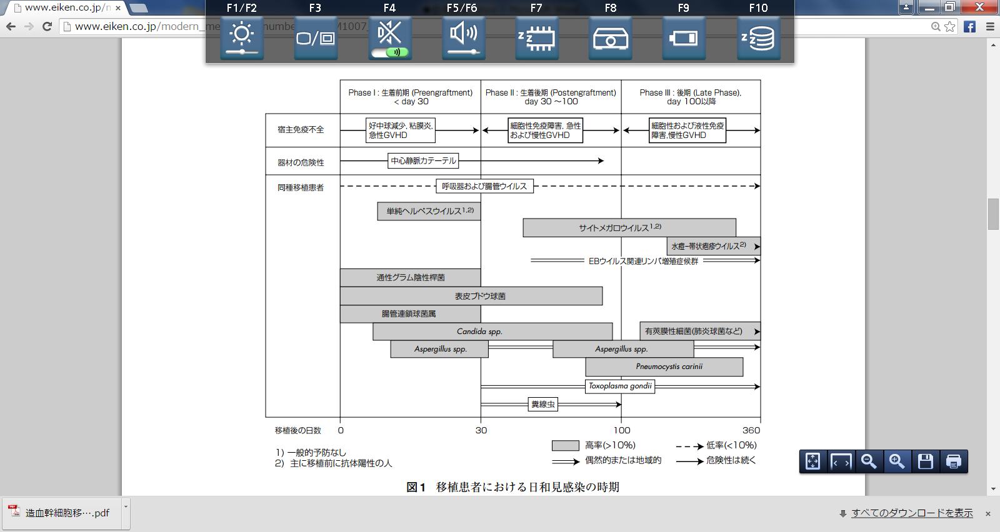 F1/F2 F3 F4 F5/F6 F7 F8 F9 F10
www.eiken.co.jp/n
www.eiken.co.jp/modern_me
Phase I : 生着前期 (Preengraftment)
< day 30
Phase II : 生着後期 (Postengraftment)
day 30 ～100
Phase III : 後期 (Late Phase),
day 100以降
宿主免疫不全
好中球減少, 粘膜炎,
急性GVHD
細胞性免疫障害, 急性
および慢性GVHD
細胞性および液性免疫
障害,慢性GVHD
器材の危険性
中心静脈カテーテル
同種移植患者
呼吸器および腸管ウイルス
単純ヘルペスウイルス1,2)
サイトメガロウイルス1,2)
水痘−帯状疱疹ウイルス2)
EBウイルス関連リンパ増殖症候群
通性グラム陰性桿菌
表皮ブドウ球菌
腸管連鎖球菌属
Candida spp.
有莢膜性細菌(肺炎球菌など)
Aspergillus spp.
Aspergillus spp.
Pneumocystis carinii
Toxoplasma gondii
糞線虫
移植後の日数 0 30 100 360
1) 一般的予防なし
2) 主に移植前に抗体陽性の人
高率(>10%)
低率(<10%)
偶然的または地域的
危険性は続く
図1 移植患者における日和見感染の時期
造血幹細胞移….pdf
すべてのダウンロードを表示